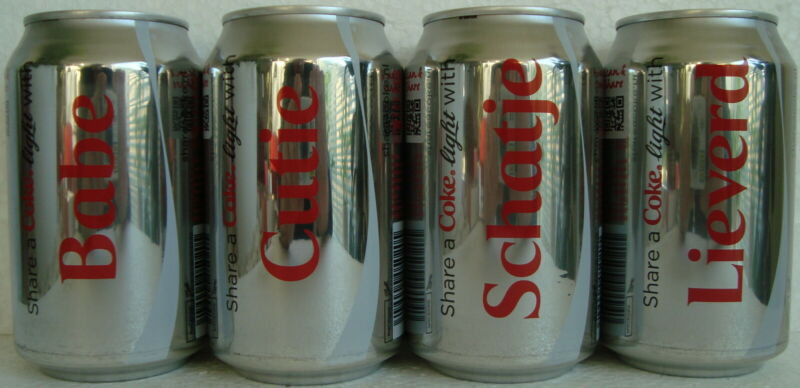 Share a Coke light with
Babe
Share a Coke light with
Cutie
Share a Coke light with
Schatje
Share a Coke light with
Lieverd